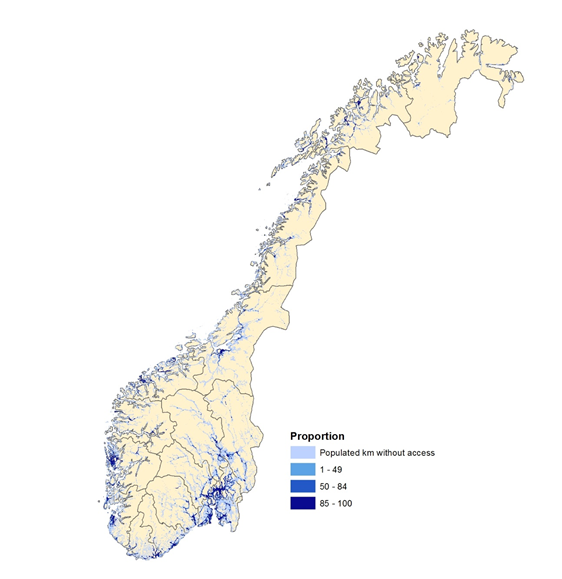 Proportion
Populated km without access
1 - 49
50 - 84
85 - 100